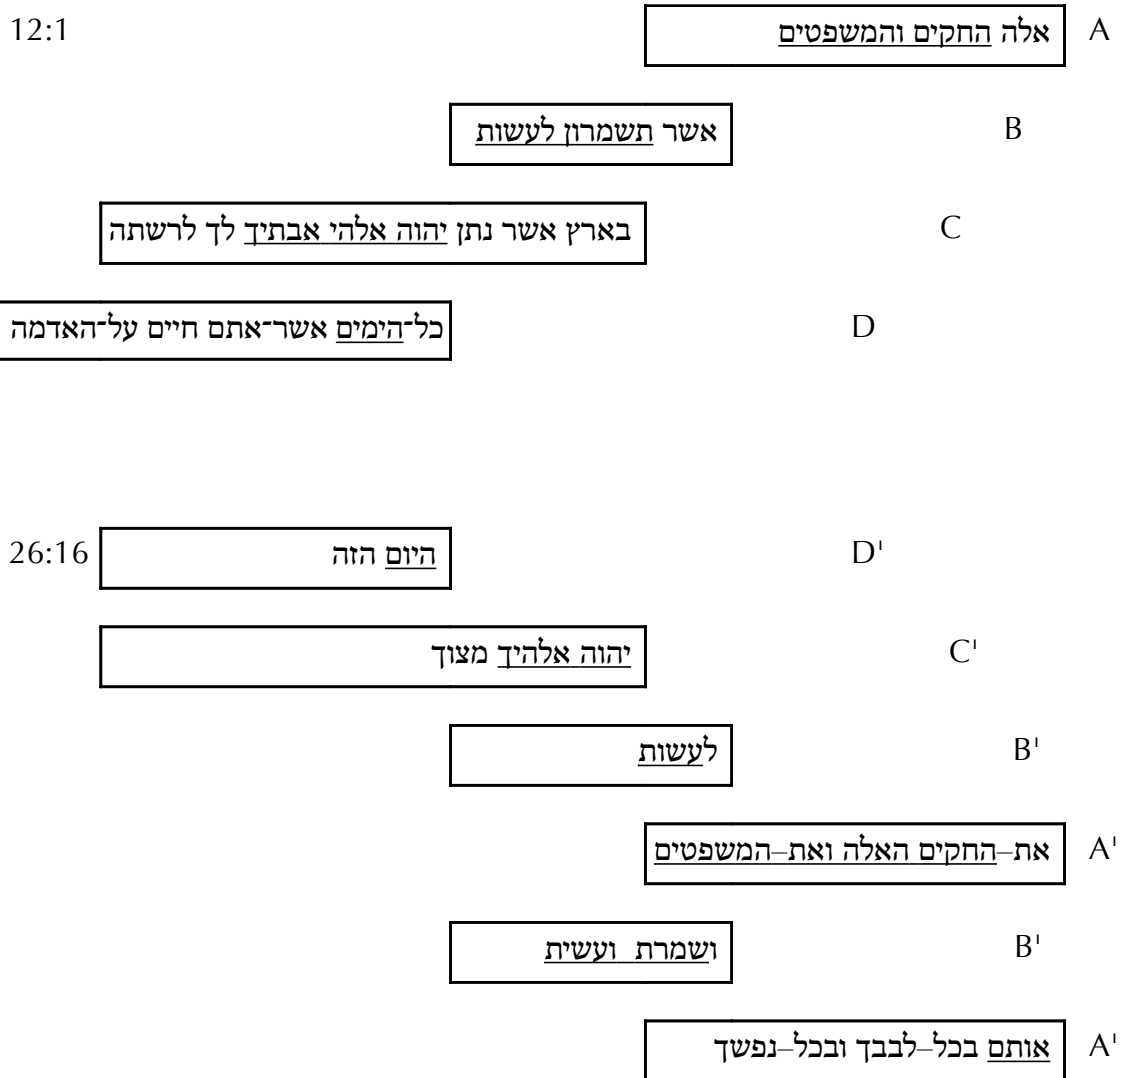 12:1 אלה החקים והמשפטים A
אשר תשמרון לעשות B
בארץ אשר נתן יהוה אלהי אבתיך לך לרשתה C
כל־הימים אשר־אתם חיים על־האדמה D
26:16 היום הזה D'
יהוה אלהיך מצוך C'
לעשות B'
את–החקים האלה ואת–המשפטים A'
ושמרת ועשית B'
אותם בכל–לבבך ובכל–נפשך A'